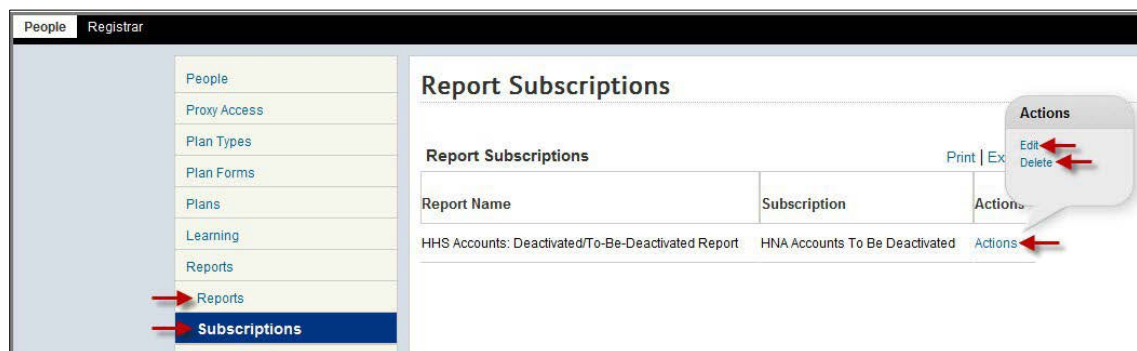 People Registrar
People
Proxy Access
Plan Types
Plan Forms
Plans
Learning
Reports
Reports
Subscriptions
Report Subscriptions
Report Subscriptions
Print | Ex
Report Name Subscription Actions
HHS Accounts: Deactivated/To-Be-Deactivated Report HNA Accounts To Be Deactivated Actions
Actions
Edit
Delete